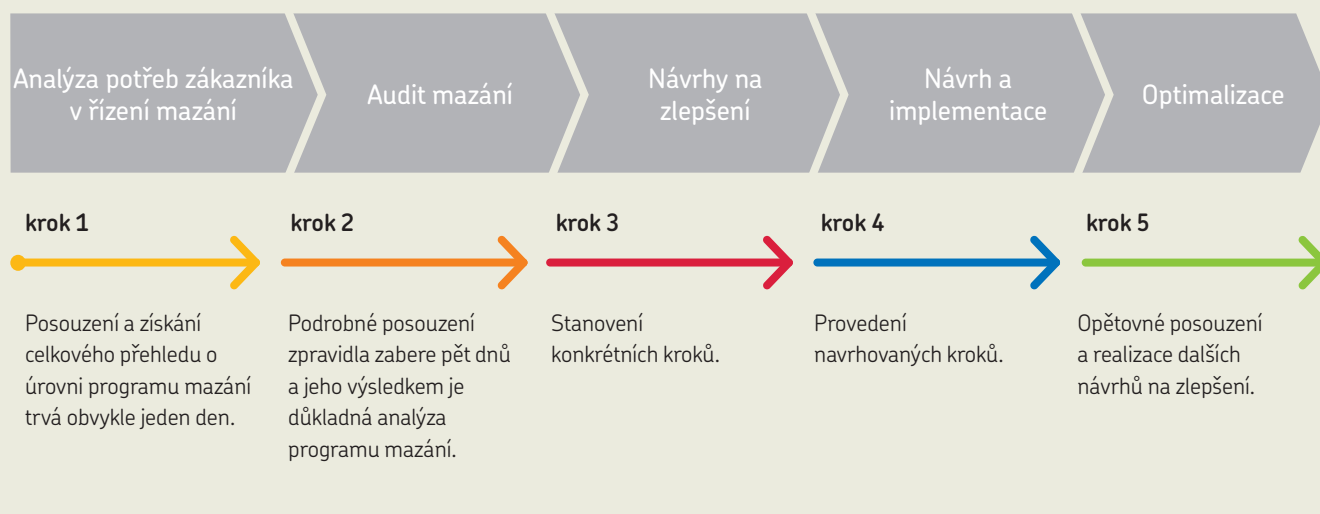 Analýza potřeb zákazníka
v řízení mazání
Audit mazání
Návrhy na
zlepšení
Návrh a
implementace
Optimalizace
krok 1
krok 2
krok 3
krok 4
krok 5
Posouzení a získání
celkového přehledu o
úrovni programu mazání
trvá obvykle jeden den.
Podrobné posouzení
zpravidla zabere pět dnů
a jeho výsledkem je
důkladná analýza
programu mazání.
Stanovení
konkrétních kroků.
Provedení
navrhovaných kroků.
Opětovné posouzení
a realizace dalších
návrhů na zlepšení.